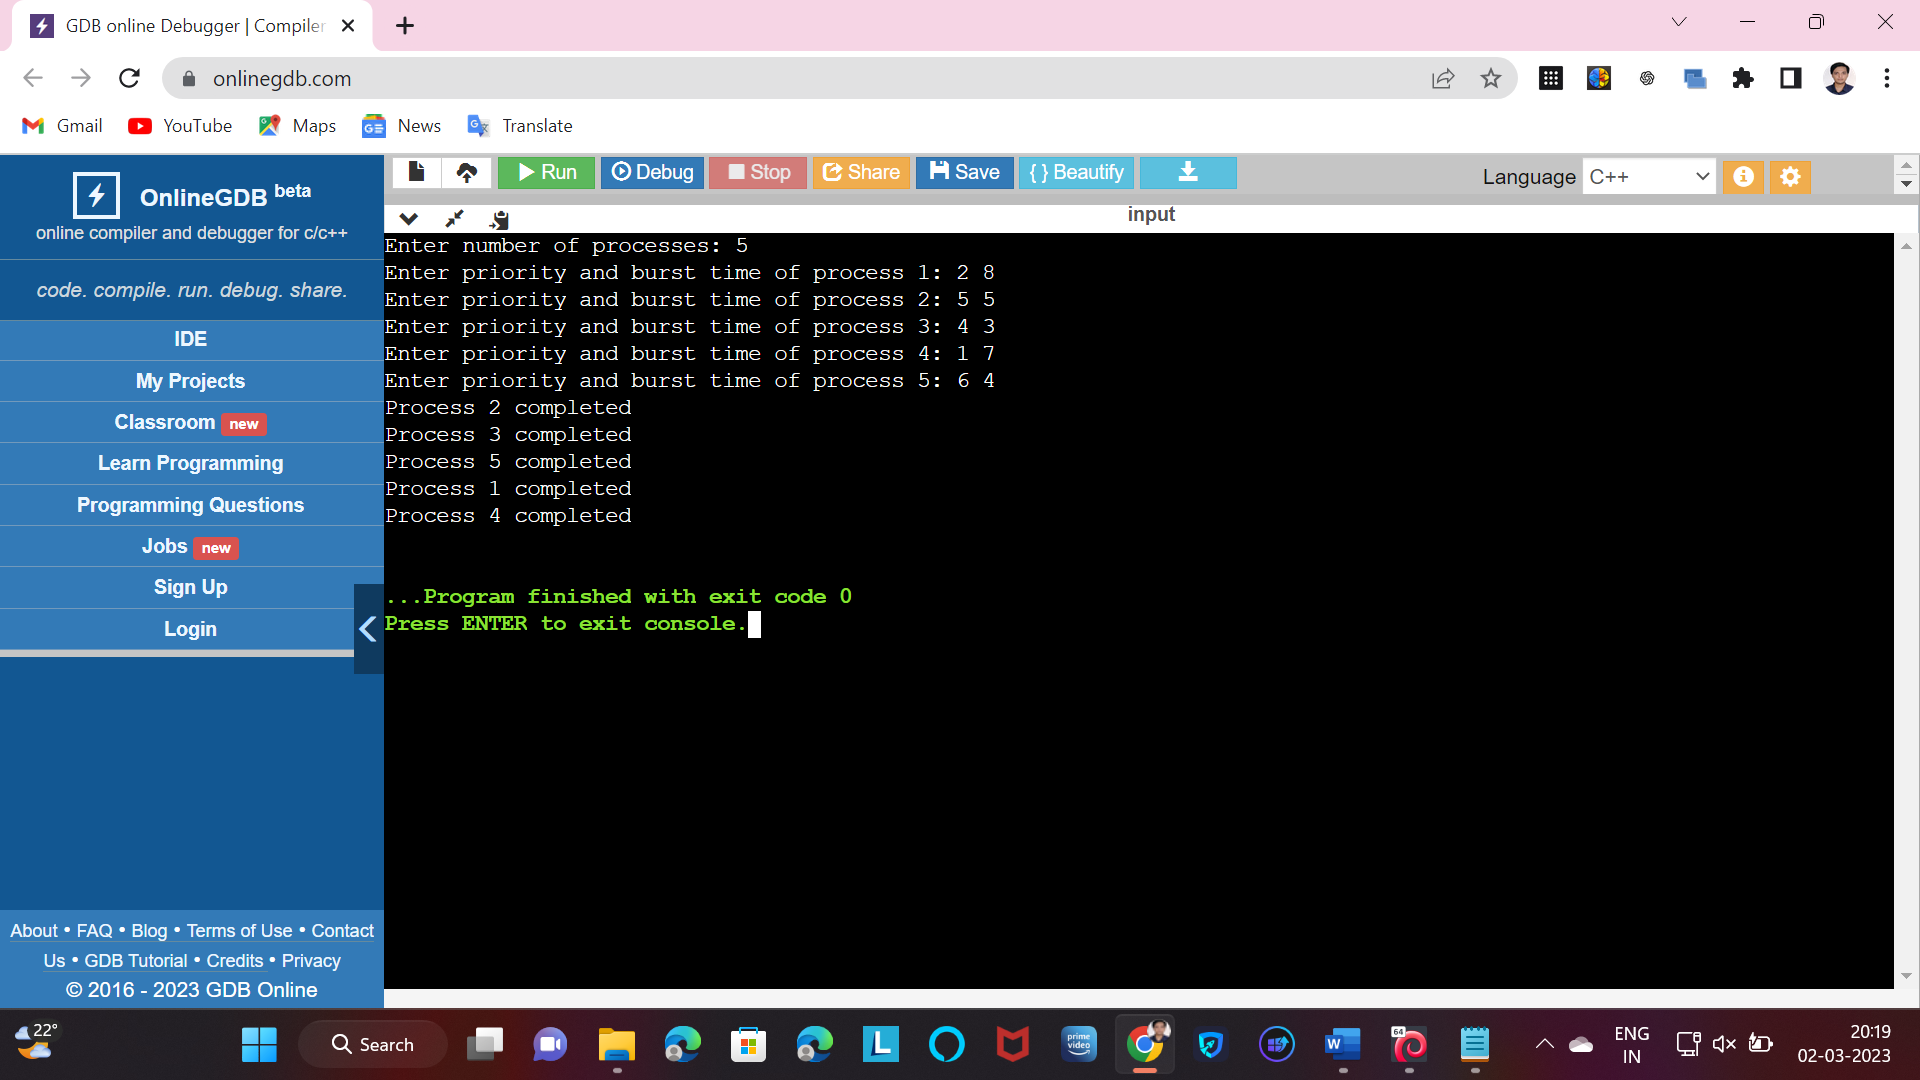 GDB online Debugger | Compiler
onlinegdb.com
Gmail YouTube Maps News Translate
OnlineGDB beta
online compiler and debugger for c/c++
code. compile. run. debug. share.
IDE
My Projects
Classroom new
Learn Programming
Programming Questions
Jobs new
Sign Up
Login
About • FAQ • Blog • Terms of Use • Contact
Us • GDB Tutorial • Credits • Privacy
© 2016 - 2023 GDB Online
Run Debug Stop Share Save { } Beautify
Language C++
input
Enter number of processes: 5
Enter priority and burst time of process 1: 2 8
Enter priority and burst time of process 2: 5 5
Enter priority and burst time of process 3: 4 3
Enter priority and burst time of process 4: 1 7
Enter priority and burst time of process 5: 6 4
Process 2 completed
Process 3 completed
Process 5 completed
Process 1 completed
Process 4 completed
...Program finished with exit code 0
Press ENTER to exit console.
22°
Search
L
prime
video
W
64
ENG
IN
20:19
02-03-2023